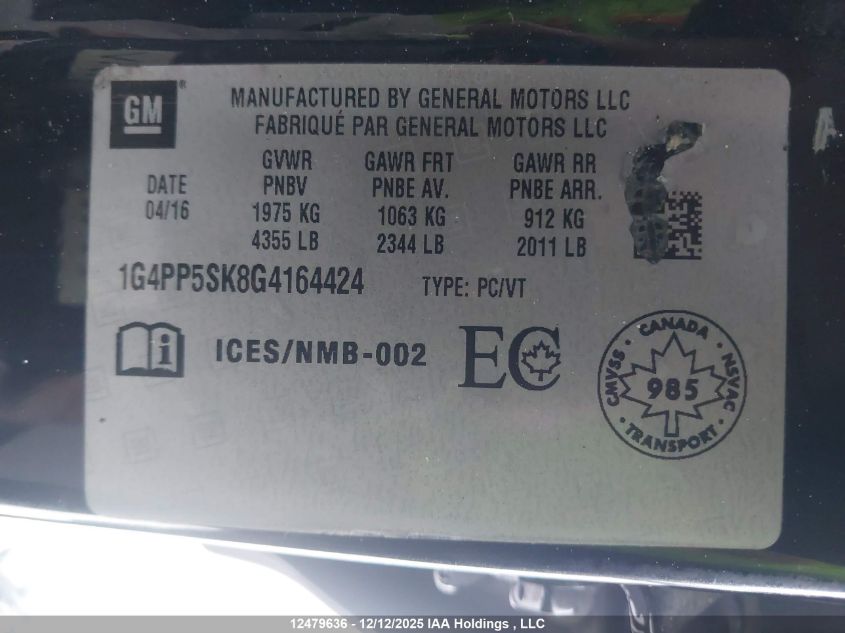 GM®
MANUFACTURED BY GENERAL MOTORS LLC
FABRIQUÉ PAR GENERAL MOTORS LLC
GVWR GAWR FRT GAWR RR
DATE PNBV PNBE AV. PNBE ARR.
04/16 1975 KG 1063 KG 912 KG
4355 LB 2344 LB 2011 LB
1G4PP5SK8G4164424 TYPE: PC/VT
i ICES/NMB-002 EC
CANADA
CMVSS 985 NSVAC
TRANSPORT
12479636 - 12/12/2025 IAA Holdings , LLC